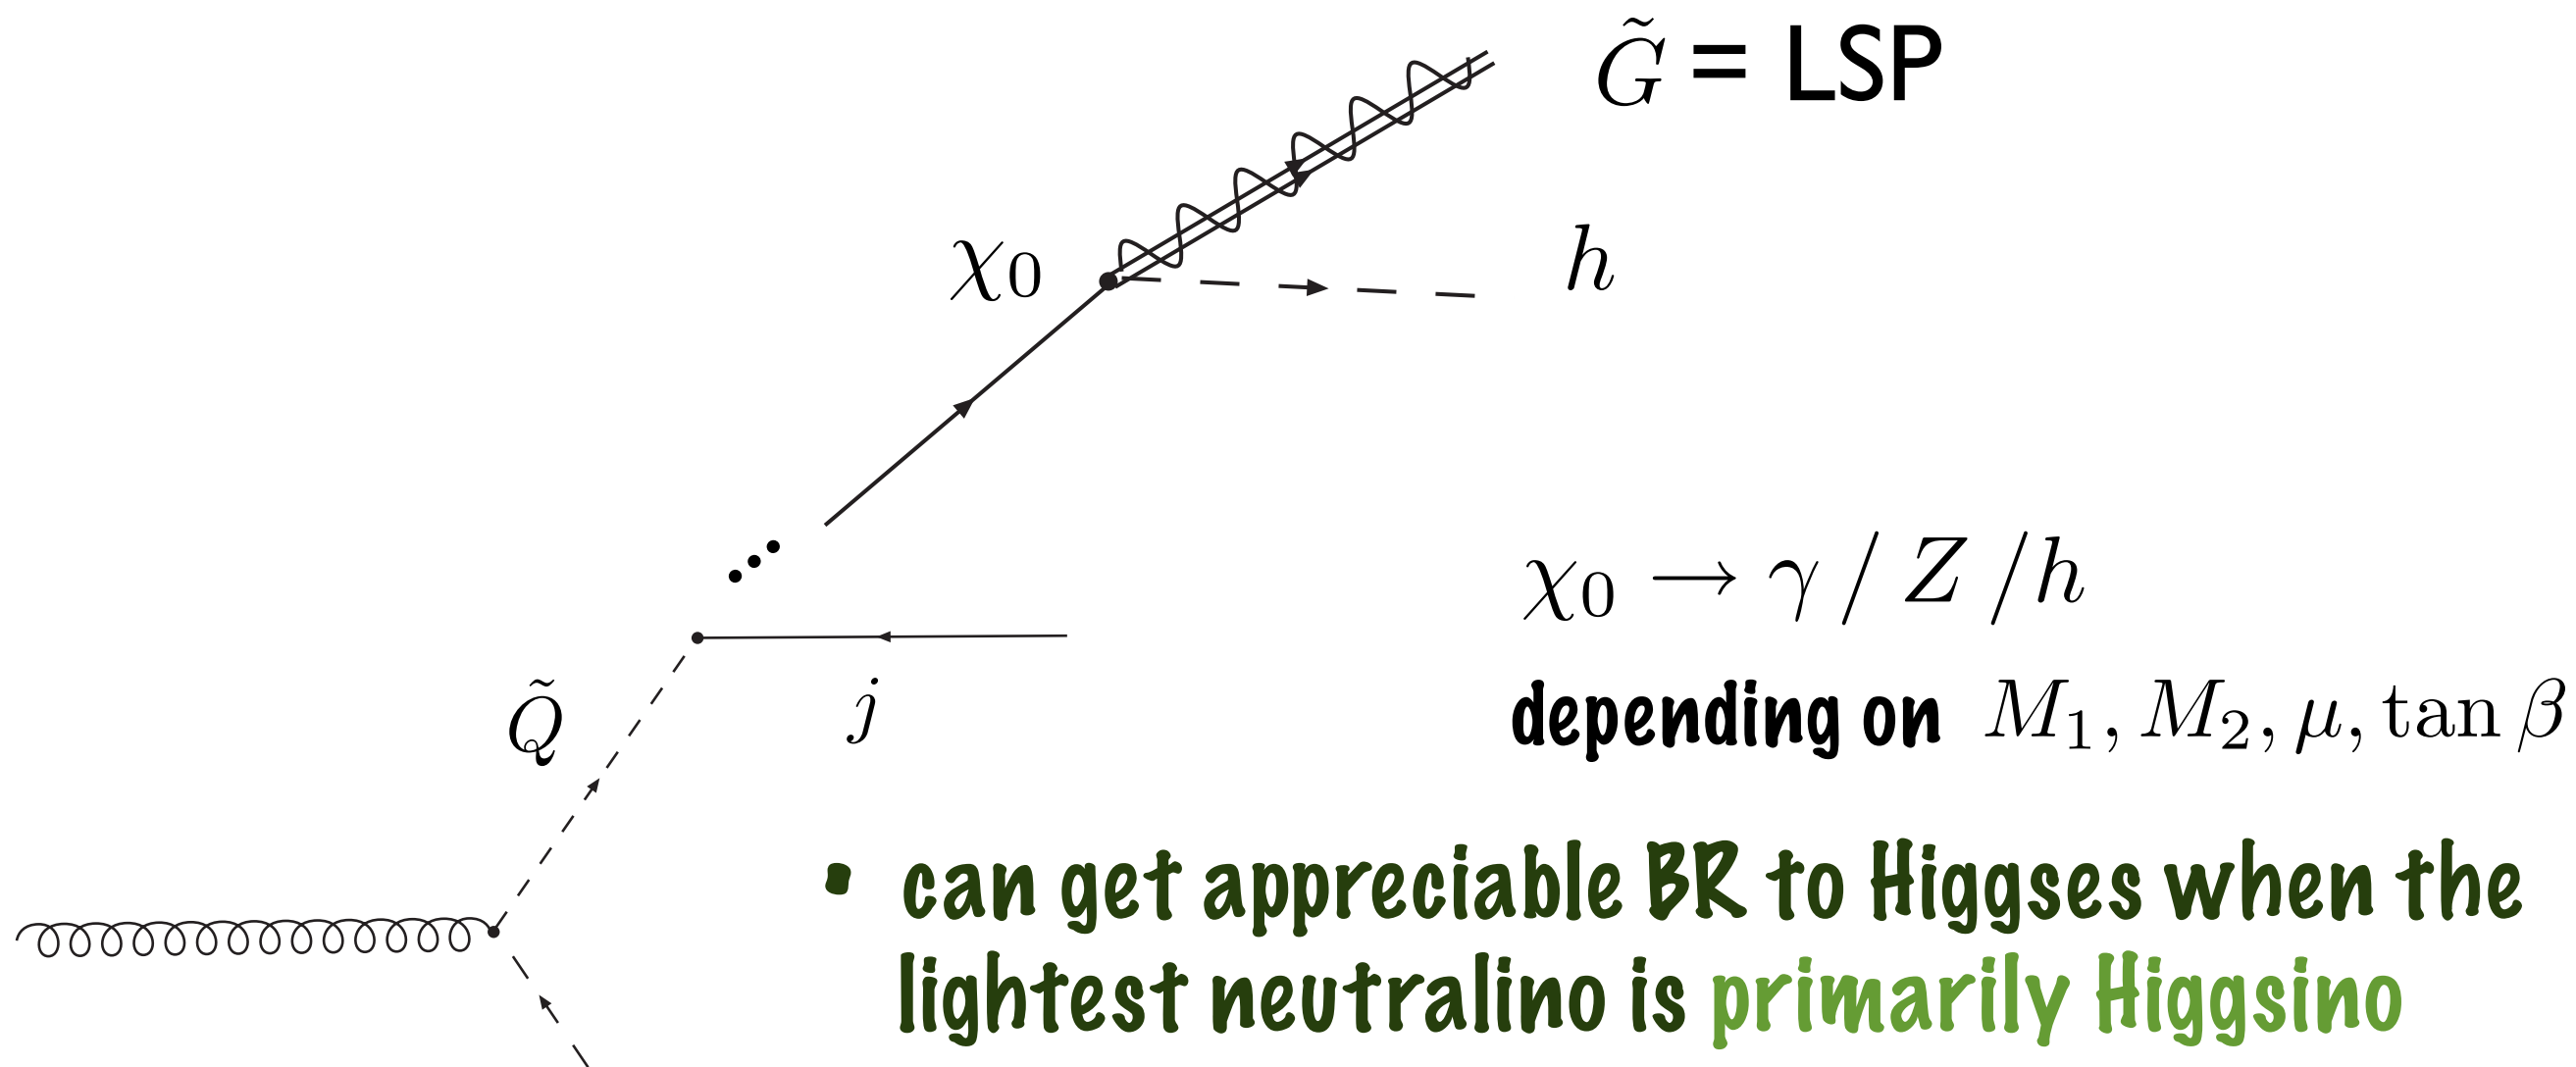 G̃ = LSP
χ₀
h
χ₀ → γ / Z / h
Q̃
j
depending on M₁, M₂, μ, tan β
▪ can get appreciable BR to Higgses when the
lightest neutralino is primarily Higgsino